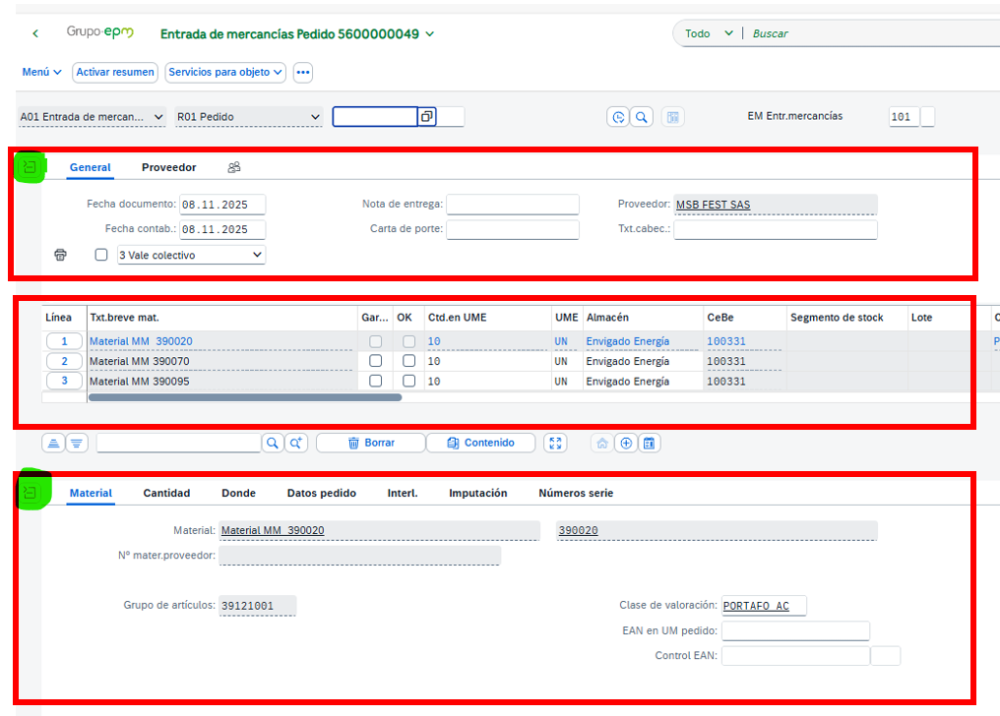 Grupo·epm Entrada de mercancías Pedido 5600000049 Todo Buscar
Menú Activar resumen Servicios para objeto
A01 Entrada de mercan... R01 Pedido EM Entr.mercancías 101
General Proveedor
Fecha documento: 08.11.2025 Nota de entrega: Proveedor: MSB FEST SAS
Fecha contab.: 08.11.2025 Carta de porte: Txt.cabec.:
3 Vale colectivo
Línea Txt.breve mat. Gar... OK Ctd.en UME UME Almacén CeBe Segmento de stock Lote C
1 Material MM 390020 10 UN Envigado Energía 100331 P
2 Material MM 390070 10 UN Envigado Energía 100331
3 Material MM 390095 10 UN Envigado Energía 100331
Borrar Contenido
Material Cantidad Donde Datos pedido Interl. Imputación Números serie
Material: Material MM 390020 390020
Nº mater.proveedor:
Grupo de artículos: 39121001 Clase de valoración: PORTAFO AC
EAN en UM pedido:
Control EAN: